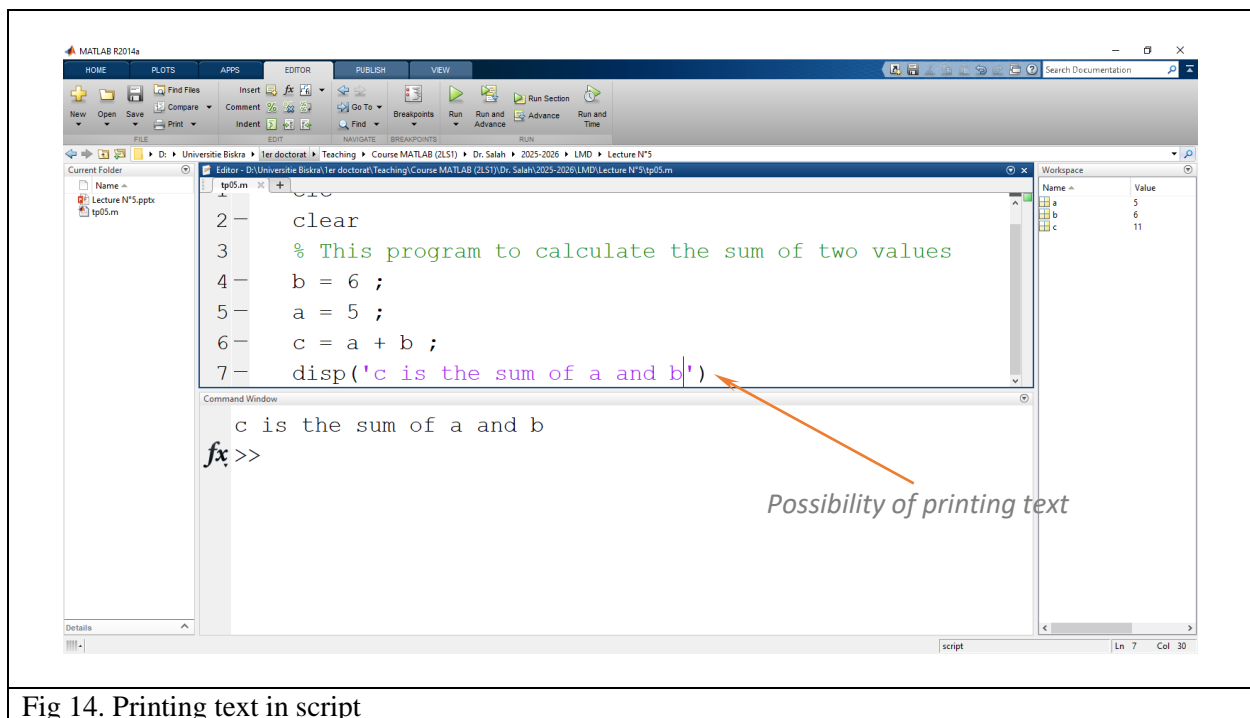 MATLAB R2014a
HOME PLOTS APPS EDITOR PUBLISH VIEW Search Documentation
New Open Save Find Files Compare Print
Insert fx Comment Indent
Go To Find
Breakpoints Run Run and Advance Run Section Advance Run and Time
FILE EDIT NAVIGATE BREAKPOINTS RUN
D: Universitie Biskra 1er doctorat Teaching Course MATLAB (2LS1) Dr. Salah 2025-2026 LMD Lecture N°5
Current Folder
Name
Lecture N°5.pptx
tp05.m
Editor - D:\Universitie Biskra\1er doctorat\Teaching\Course MATLAB (2LS1)\Dr. Salah\2025-2026\LMD\Lecture N°5\tp05.m
tp05.m
1 clc
2 clear
3 % This program to calculate the sum of two values
4 b = 6 ;
5 a = 5 ;
6 c = a + b ;
7 disp('c is the sum of a and b')
Command Window
c is the sum of a and b
fx >>
Possibility of printing text
Workspace
Name Value
a 5
b 6
c 11
Details
script Ln 7 Col 30
Fig 14. Printing text in script